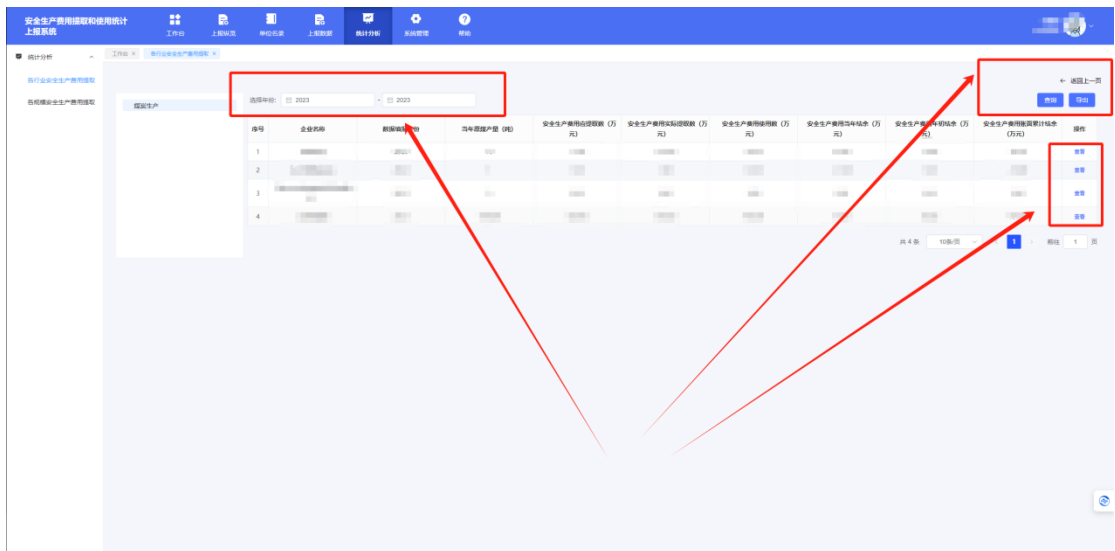 安全生产费用提取和使用统计
上报系统
工作台
上报状态
单位名录
上报数据
统计分析
系统管理
帮助
统计分析
工作台 ×
各行业安全生产费用提取 ×
各行业安全生产费用提取
各规模安全生产费用提取
← 返回上一页
选择年份: 2023 - 2023
查询 导出
煤炭生产
序号 企业名称 当年原煤产量 (吨) 安全生产费用应提取数 (万元) 安全生产费用实际提取数 (万元) 安全生产费用使用数 (万元) 安全生产费用当年结余 (万元) 安全生产费用账面累计结余 (万元) 操作
1 查看
2 查看
3 查看
4 查看
共 4 条 10条/页 1 前往 1 页